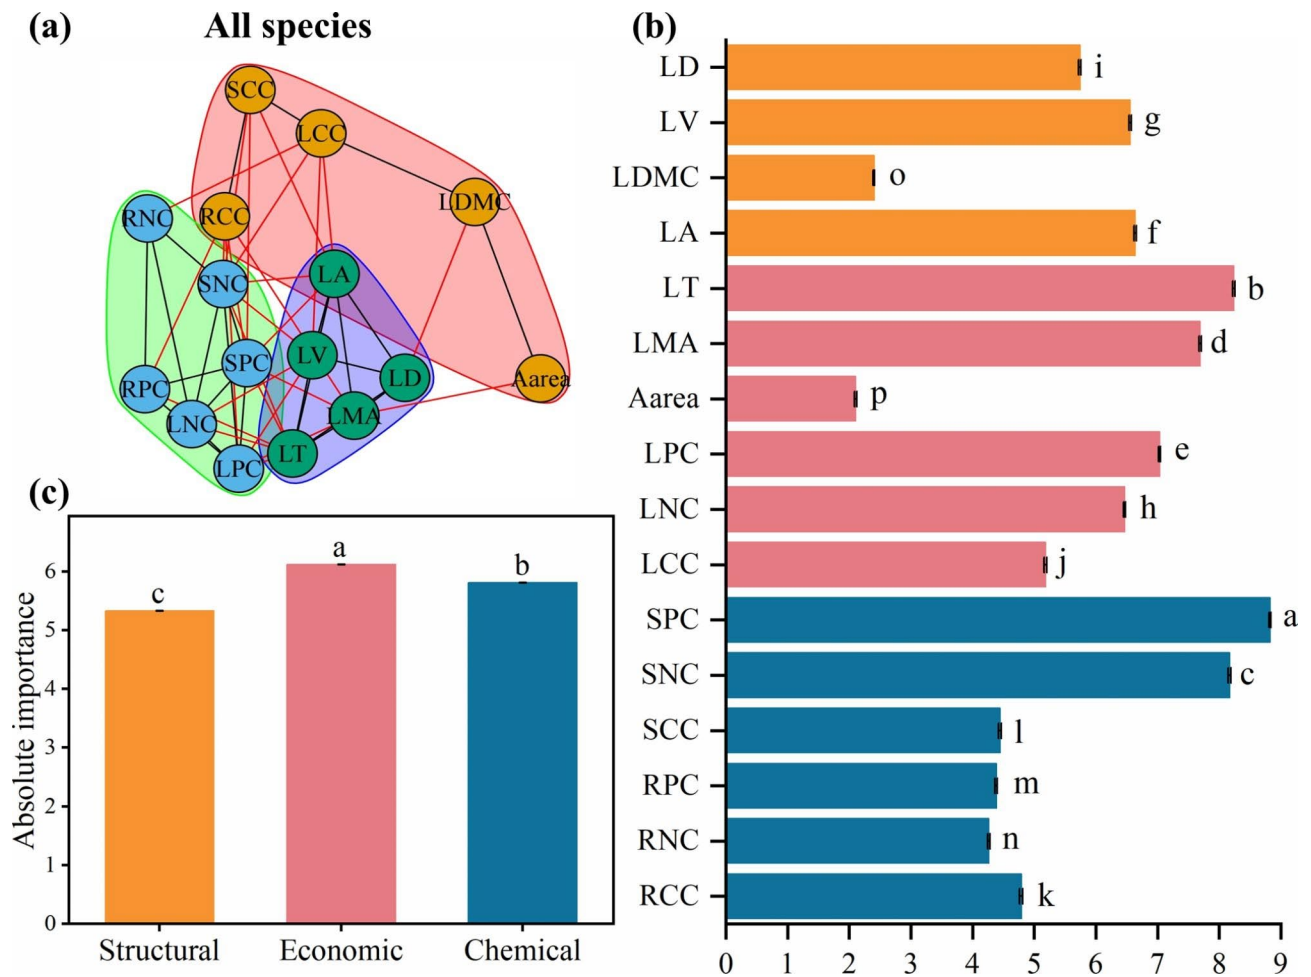 (a) All species
SCC
LCC
LDMC
RNC
RCC
SNC
LA
LV
SPC
LD
Aarea
RPC
LNC
LMA
LT
LPC
(b)
LD i
LV g
LDMC o
LA f
LT b
LMA d
Aarea p
LPC e
LNC h
LCC j
SPC a
SNC c
SCC l
RPC m
RNC n
RCC k
0 1 2 3 4 5 6 7 8 9
(c)
Absolute importance
6
5
4
3
2
1
0
c
a
b
Structural Economic Chemical